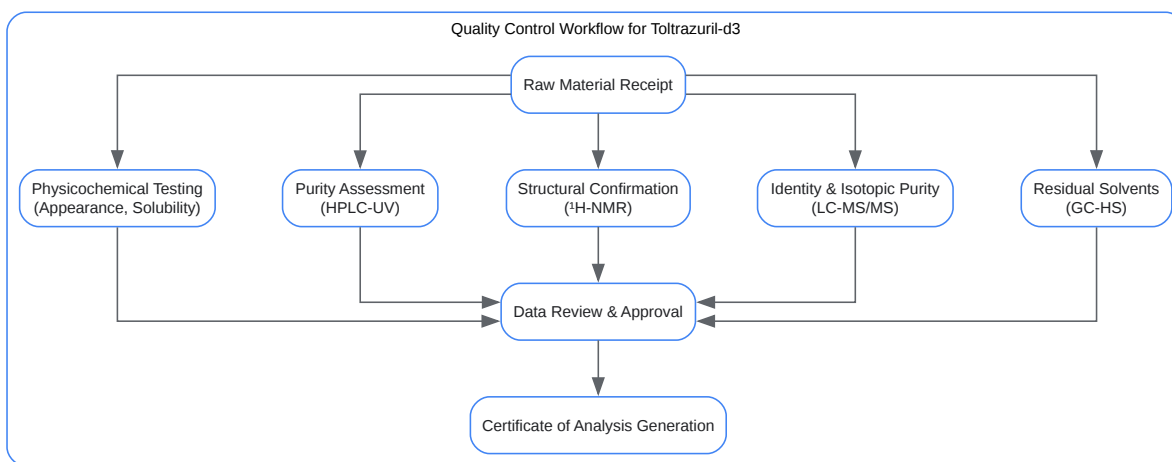 Quality Control Workflow for Toltrazuril-d3
Raw Material Receipt
Physicochemical Testing
(Appearance, Solubility)
Purity Assessment
(HPLC-UV)
Structural Confirmation
(¹H-NMR)
Identity & Isotopic Purity
(LC-MS/MS)
Residual Solvents
(GC-HS)
Data Review & Approval
Certificate of Analysis Generation